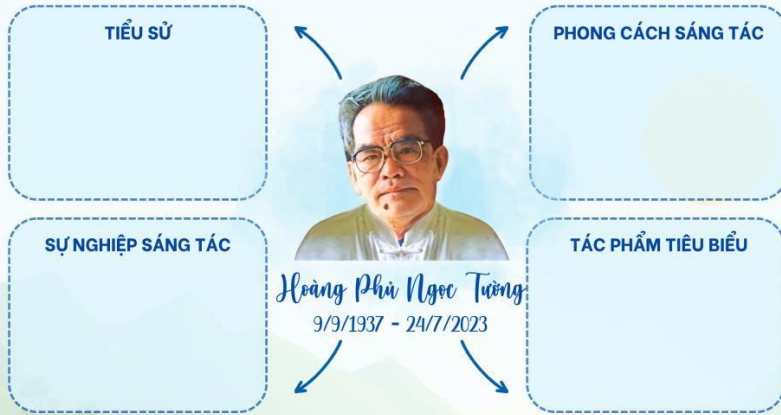 TIỂU SỬ
PHONG CÁCH SÁNG TÁC
SỰ NGHIỆP SÁNG TÁC
TÁC PHẨM TIÊU BIỂU
Hoàng Phủ Ngọc Tường
9/9/1937 - 24/7/2023